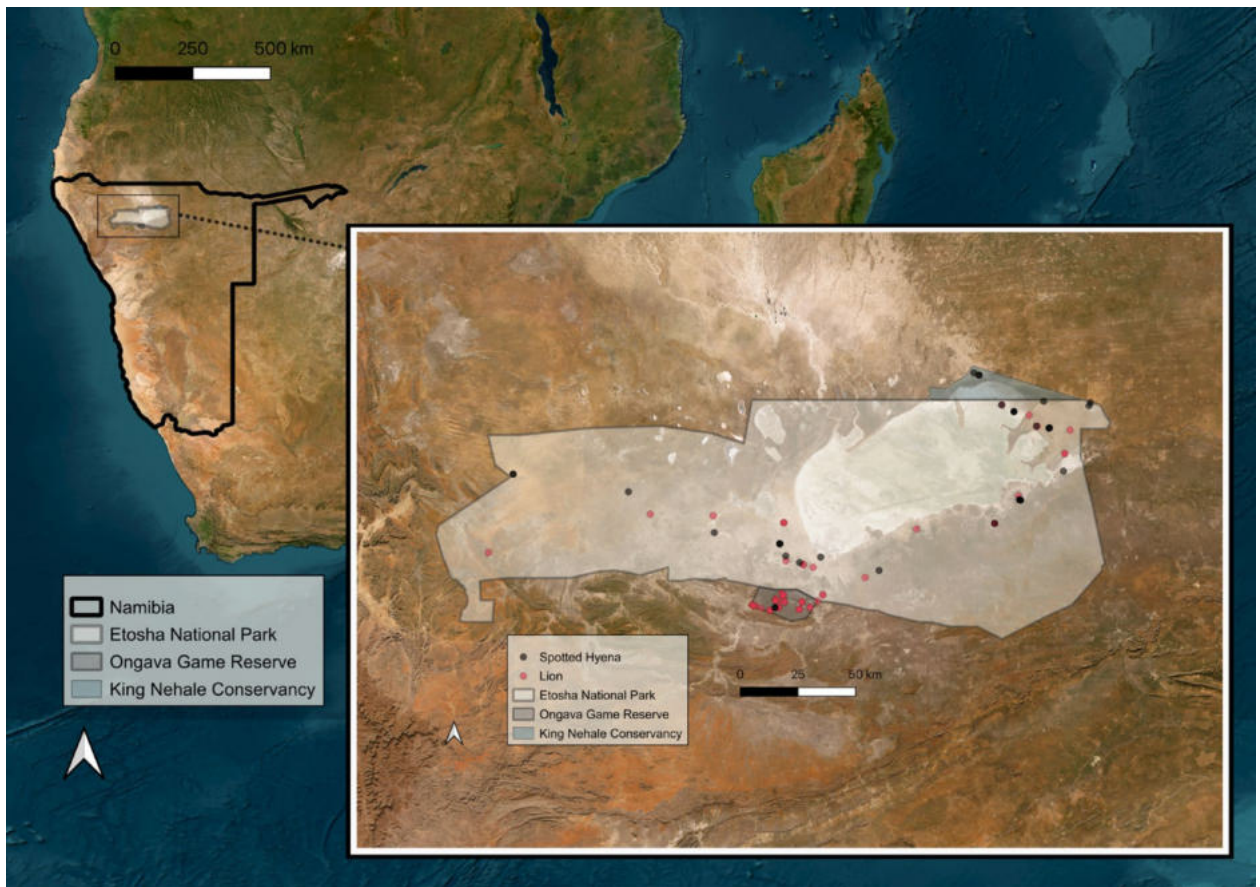 0 250 500 km
Namibia
Etosha National Park
Ongava Game Reserve
King Nehale Conservancy
Spotted Hyena
Lion
Etosha National Park
Ongava Game Reserve
King Nehale Conservancy
0 25 50 km